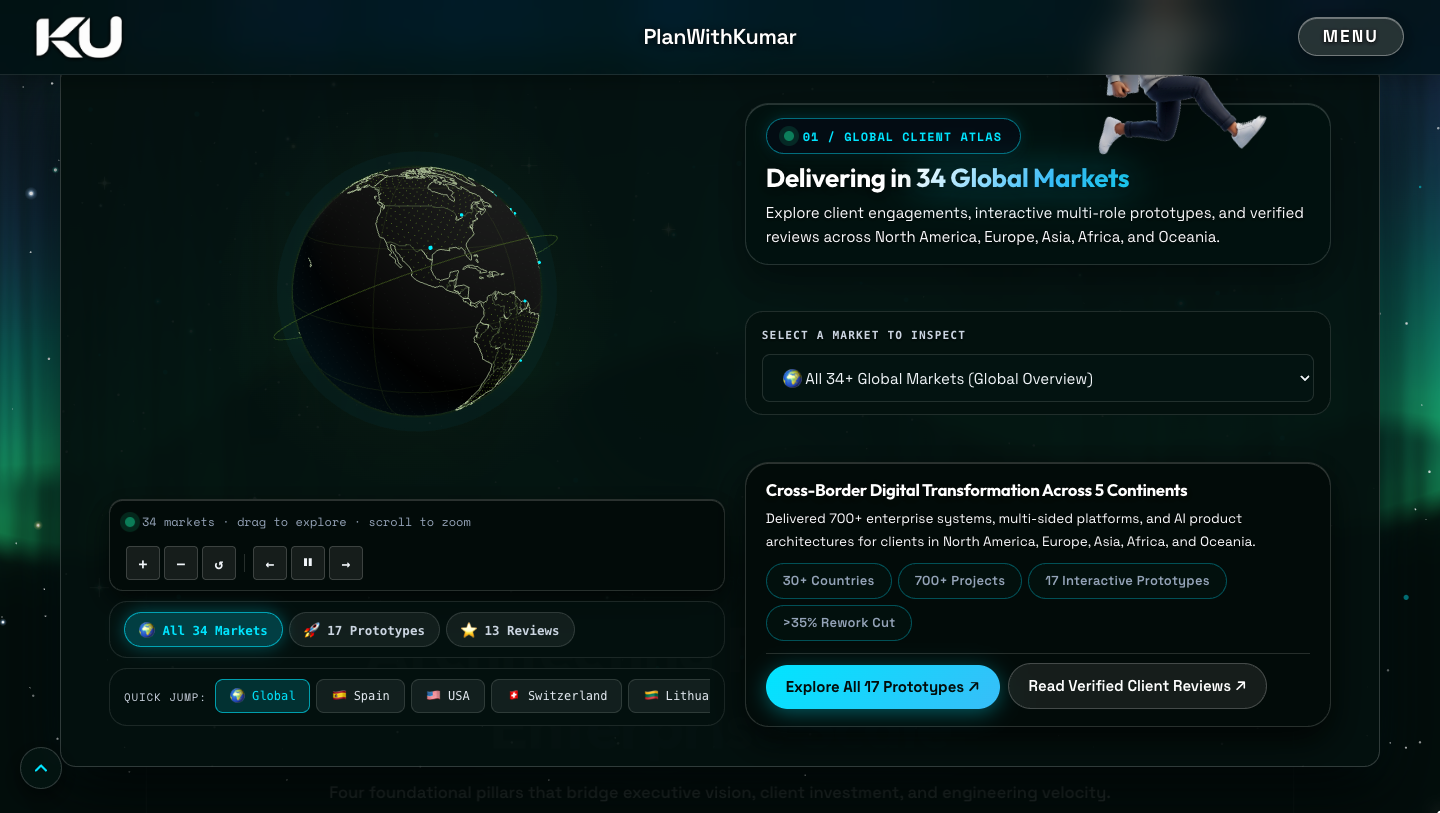 KU
PlanWithKumar
MENU
01 / GLOBAL CLIENT ATLAS
Delivering in 34 Global Markets
Explore client engagements, interactive multi-role prototypes, and verified
reviews across North America, Europe, Asia, Africa, and Oceania.
SELECT A MARKET TO INSPECT
🌍 All 34+ Global Markets (Global Overview)
34 markets · drag to explore · scroll to zoom
+ − ↺ ← ⏸ →
🌍 All 34 Markets
🚀 17 Prototypes
⭐ 13 Reviews
QUICK JUMP:
🌍 Global
🇪🇸 Spain
🇺🇸 USA
🇨🇭 Switzerland
🇱🇹 Lithua
Cross-Border Digital Transformation Across 5 Continents
Delivered 700+ enterprise systems, multi-sided platforms, and AI product
architectures for clients in North America, Europe, Asia, Africa, and Oceania.
30+ Countries
700+ Projects
17 Interactive Prototypes
>35% Rework Cut
Explore All 17 Prototypes ↗
Read Verified Client Reviews ↗
Four foundational pillars that bridge executive vision, client investment, and engineering velocity.